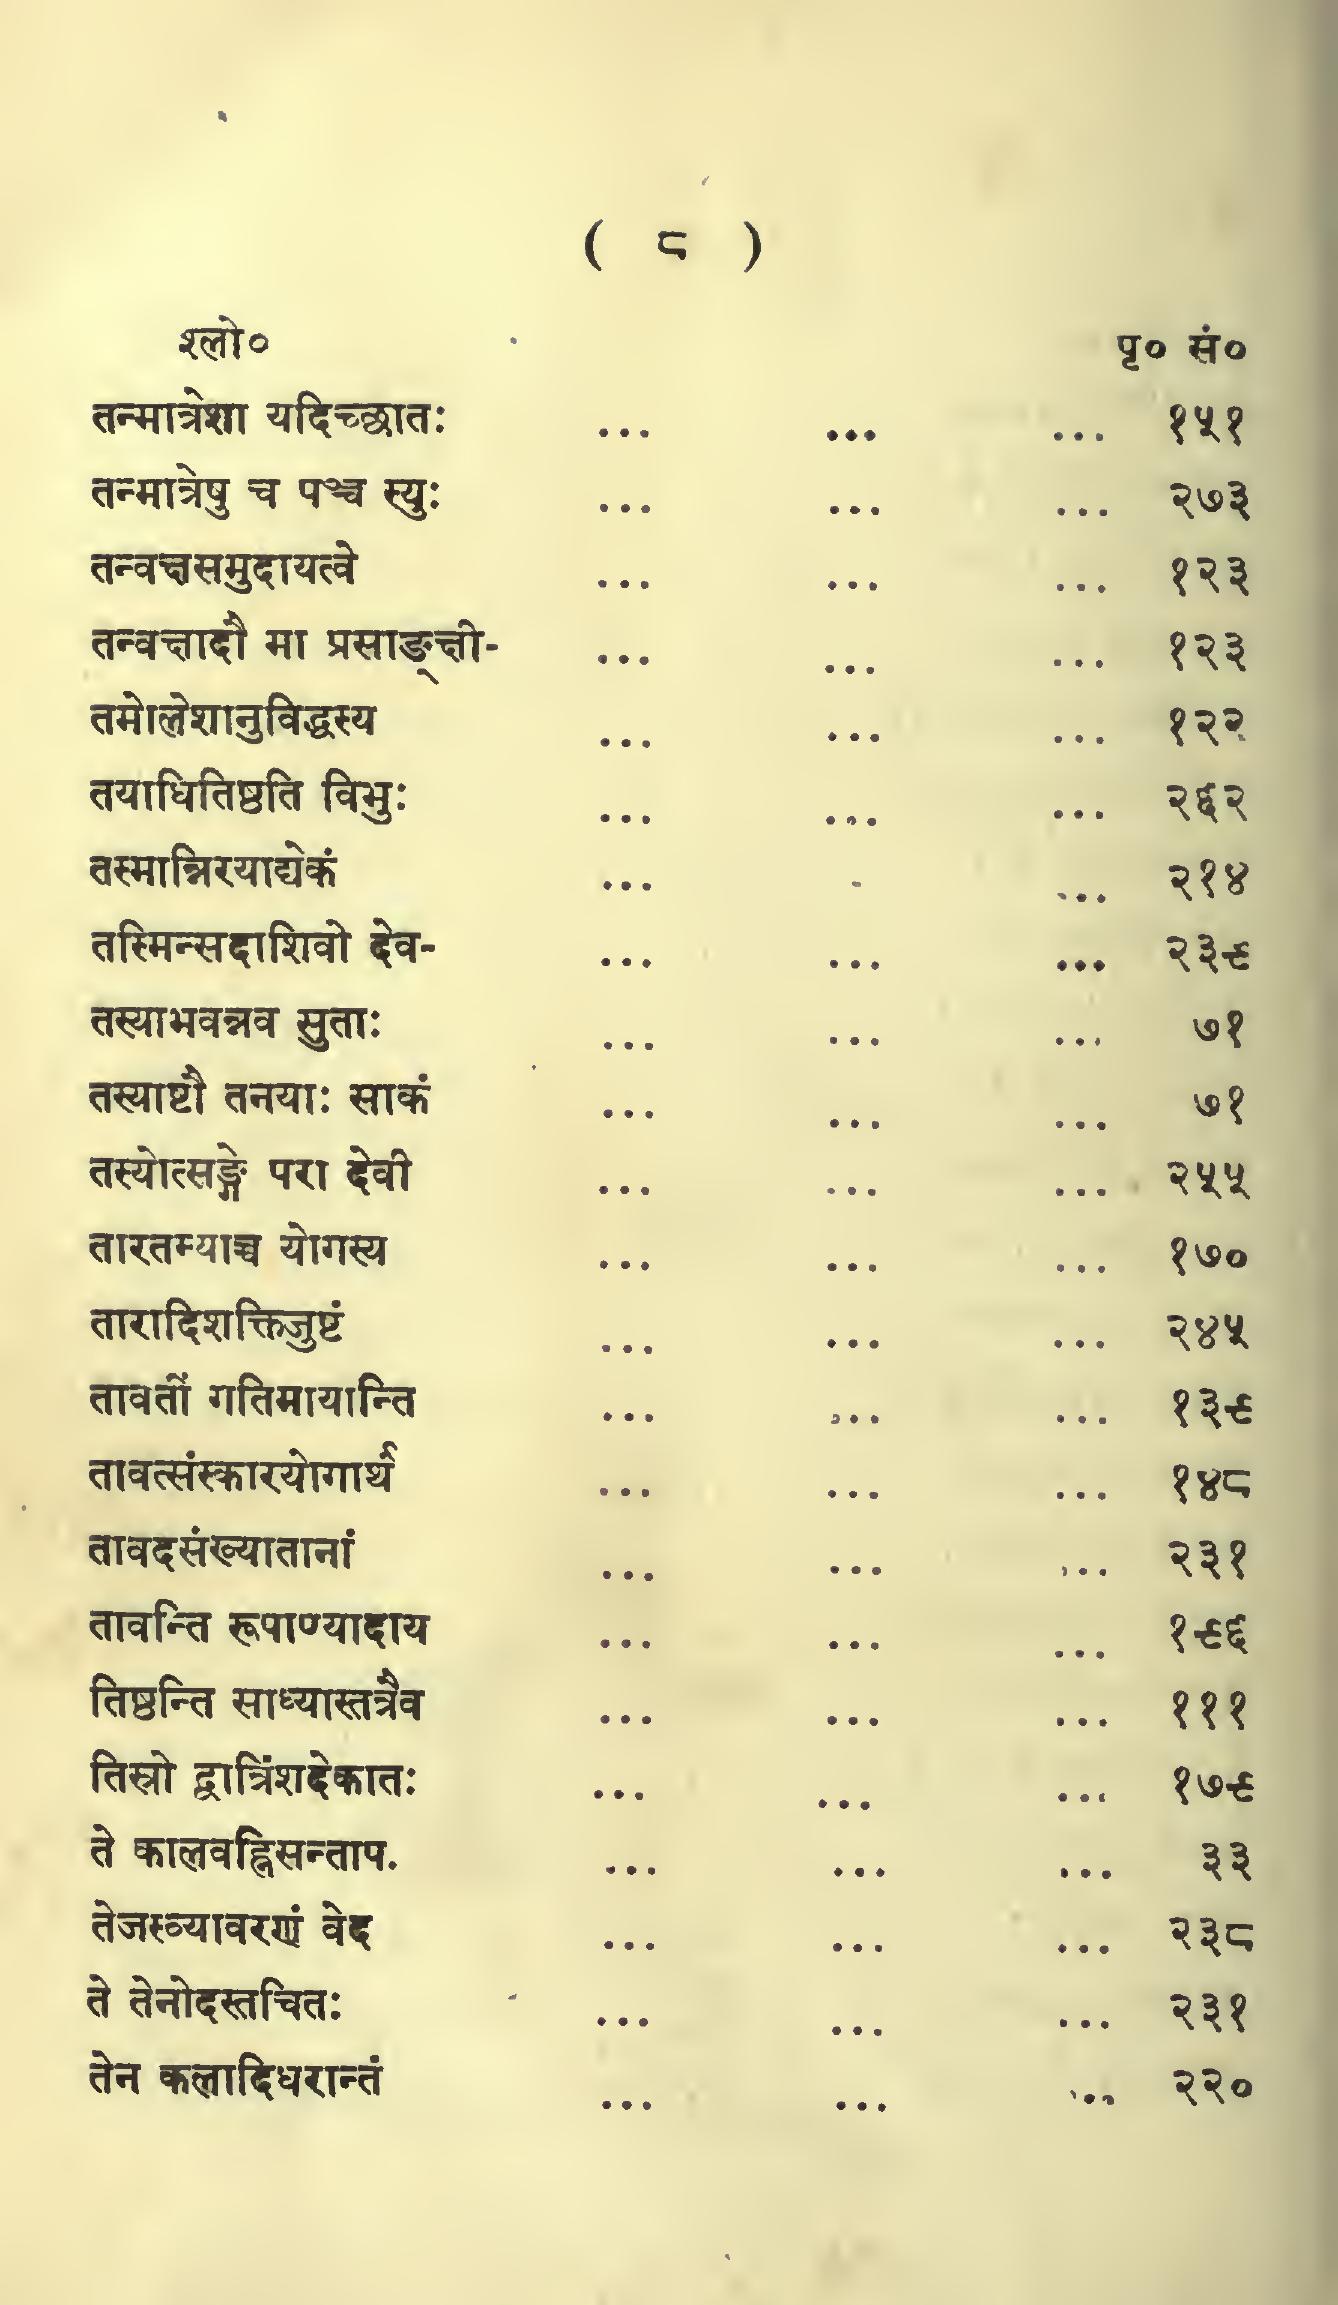 ( ८ )
श्लो० पृ० सं०
तन्मात्रेशा यदिच्छातः ... ... ... १५१
तन्मात्रेषु च पञ्च स्युः ... ... ... २७३
तन्वक्षसमुदायत्वे ... ... ... १२३
तन्वक्षादौ मा प्रसाङ्क्षी- ... ... ... १२३
तमोलेशानुविद्धस्य ... ... ... १२२
तयाधितिष्ठति विभुः ... ... ... २६२
तस्मान्निरयाद्येकं ... ... २१४
तस्मिन्सदाशिवो देव- ... ... ... २३९
तस्याभवन्नव सुताः ... ... ... ७१
तस्याष्टौ तनयाः साकं ... ... ... ७१
तस्योत्सङ्गे परा देवी ... ... ... २५५
तारतम्याच्च योगस्य ... ... ... १७०
तारादिशक्तिजुष्टं ... ... ... २४५
तावतीं गतिमायान्ति ... ... ... १३९
तावत्संस्कारयोगार्थं ... ... ... १४८
तावदसंख्यातानां ... ... ... २३१
तावन्ति रूपाण्यादाय ... ... ... १९६
तिष्ठन्ति साध्यास्तत्रैव ... ... ... १११
तिस्रो द्वात्रिंशदेकातः ... ... ... १७९
ते कालवह्निसन्ताप. ... ... ... ३३
तेजस्व्यावरणं वेद ... ... ... २३८
ते तेनोदस्तचितः ... ... ... २३१
तेन कलादिधरान्तं ... ... ... २२०